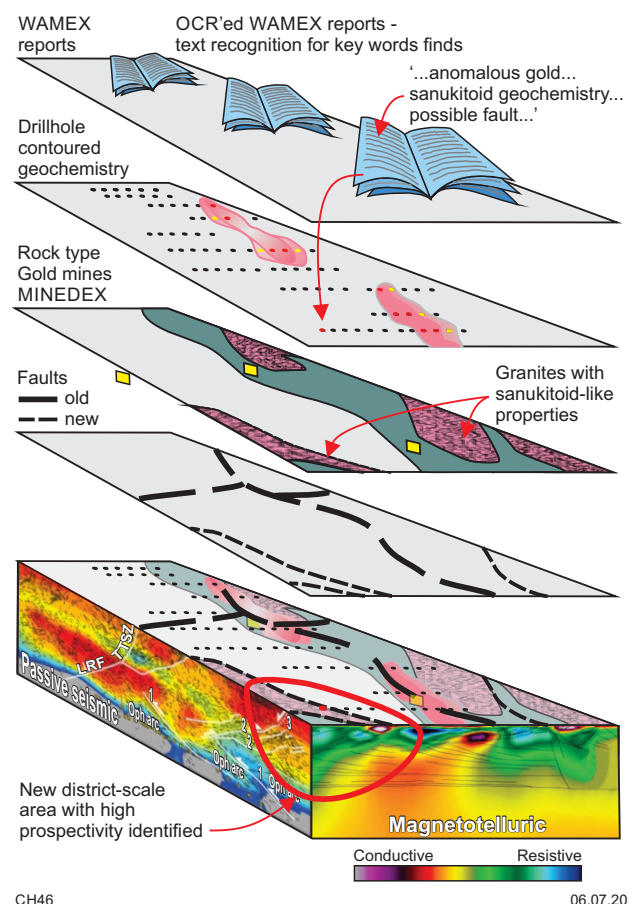 WAMEX
reports
OCR'ed WAMEX reports -
text recognition for key words finds
'...anomalous gold...
sanukitoid geochemistry...
possible fault...'
Drillhole
contoured
geochemistry
Rock type
Gold mines
MINEDEX
Faults
old
new
Granites with
sanukitoid-like
properties
LRF
TTSZ
Passive seismic
1
Oph arc
2
2
3
Oph arc
1
Oph arc
New district-scale
area with high
prospectivity identified
Magnetotelluric
Conductive
Resistive
CH46
06.07.20